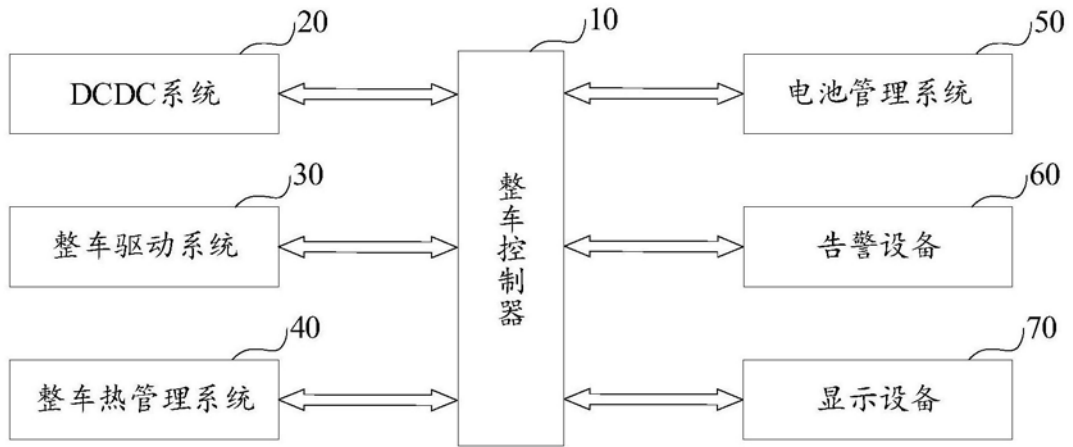 20
DCDC系统
30
整车驱动系统
40
整车热管理系统
10
整车控制器
50
电池管理系统
60
告警设备
70
显示设备